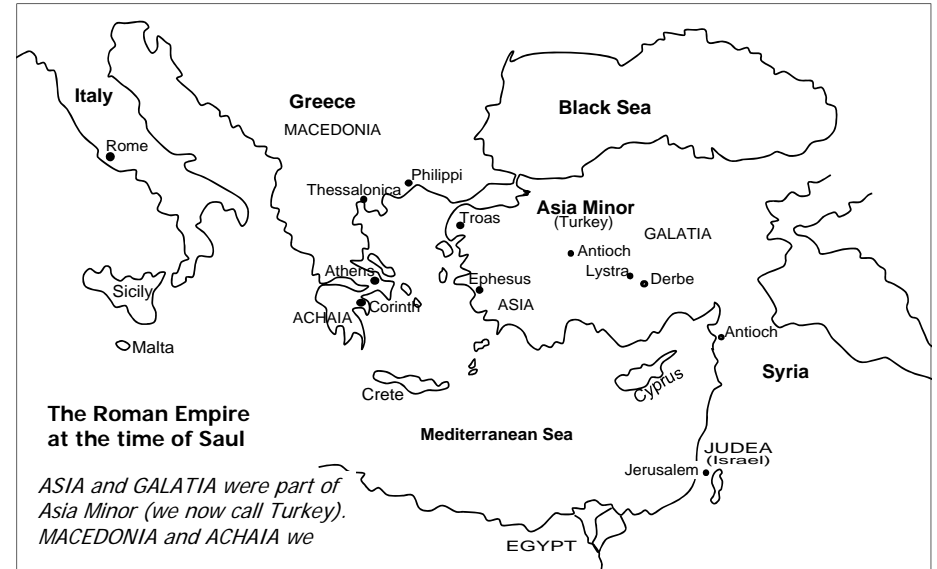 Italy
Greece
MACEDONIA
Black Sea
Rome
Philippi
Thessalonica
Troas
Asia Minor
(Turkey)
GALATIA
Antioch
Lystra
Derbe
Athens
Ephesus
ASIA
Sicily
ACHAIA
Corinth
Malta
Antioch
Syria
Crete
Cyprus
The Roman Empire
at the time of Saul
Mediterranean Sea
JUDEA
(Israel)
Jerusalem
ASIA and GALATIA were part of
Asia Minor (we now call Turkey).
MACEDONIA and ACHAIA we
EGYPT